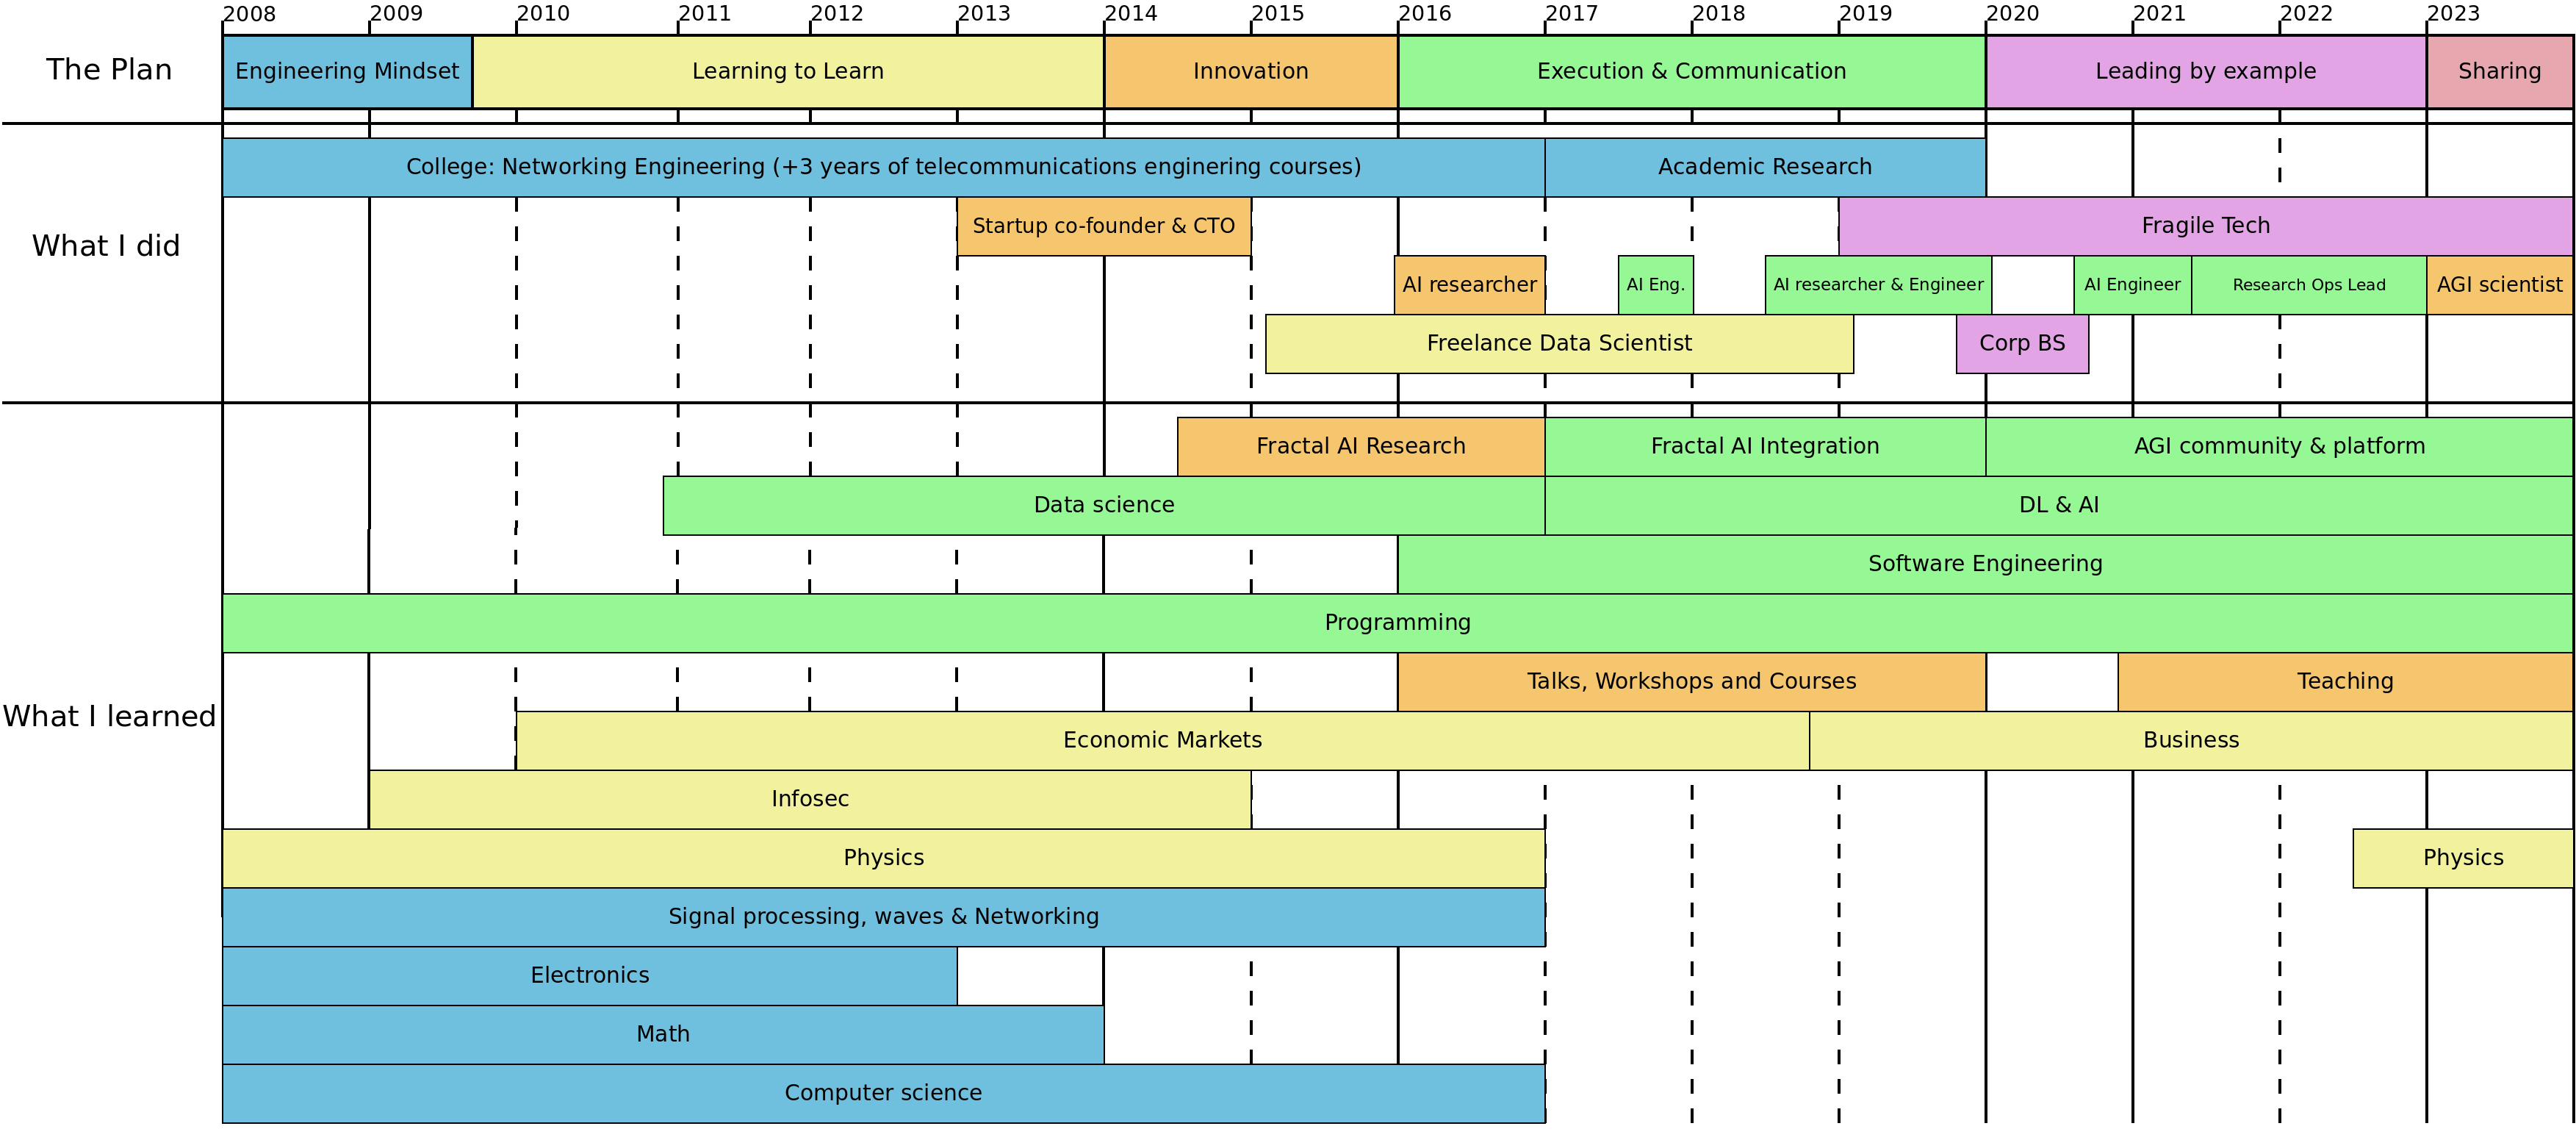 2008 2009 2010 2011 2012 2013 2014 2015 2016 2017 2018 2019 2020 2021 2022 2023
The Plan
Engineering Mindset
Learning to Learn
Innovation
Execution & Communication
Leading by example
Sharing
What I did
College: Networking Engineering (+3 years of telecommunications enginering courses)
Academic Research
Startup co-founder & CTO
Fragile Tech
AI researcher
AI Eng.
AI researcher & Engineer
AI Engineer
Research Ops Lead
AGI scientist
Freelance Data Scientist
Corp BS
What I learned
Fractal AI Research
Fractal AI Integration
AGI community & platform
Data science
DL & AI
Software Engineering
Programming
Talks, Workshops and Courses
Teaching
Economic Markets
Business
Infosec
Physics
Physics
Signal processing, waves & Networking
Electronics
Math
Computer science